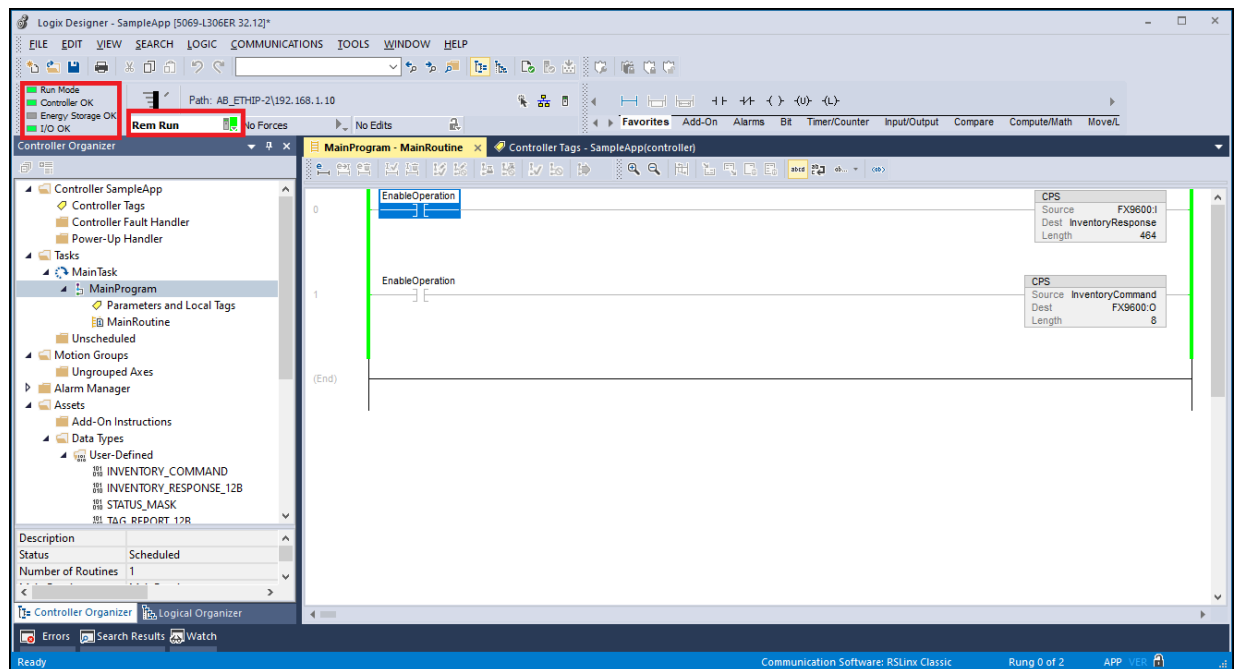 Logix Designer - SampleApp [5069-L306ER 32.12]*
FILE EDIT VIEW SEARCH LOGIC COMMUNICATIONS TOOLS WINDOW HELP
Run Mode
Controller OK
Energy Storage OK
I/O OK
Path: AB_ETHIP-2\192.168.1.10
Rem Run
No Forces
No Edits
Favorites Add-On Alarms Bit Timer/Counter Input/Output Compare Compute/Math Move/L
Controller Organizer
MainProgram - MainRoutine
Controller Tags - SampleApp(controller)
Controller SampleApp
Controller Tags
Controller Fault Handler
Power-Up Handler
Tasks
MainTask
MainProgram
Parameters and Local Tags
MainRoutine
Unscheduled
Motion Groups
Ungrouped Axes
Alarm Manager
Assets
Add-On Instructions
Data Types
User-Defined
INVENTORY_COMMAND
INVENTORY_RESPONSE_12B
STATUS_MASK
TAG_REPORT_12B
Description
Status Scheduled
Number of Routines 1
Controller Organizer
Logical Organizer
0
EnableOperation
CPS
Source FX9600:I
Dest InventoryResponse
Length 464
1
EnableOperation
CPS
Source InventoryCommand
Dest FX9600:O
Length 8
(End)
Errors Search Results Watch
Ready
Communication Software: RSLinx Classic
Rung 0 of 2
APP VER